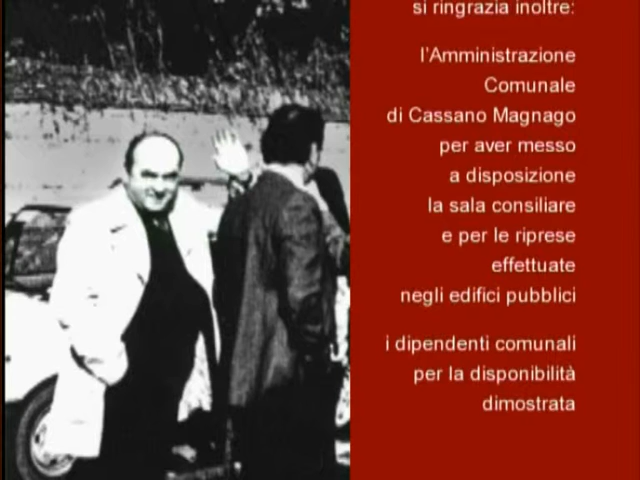 si ringrazia inoltre:
l'Amministrazione
Comunale
di Cassano Magnago
per aver messo
a disposizione
la sala consiliare
e per le riprese
effettuate
negli edifici pubblici
i dipendenti comunali
per la disponibilità
dimostrata